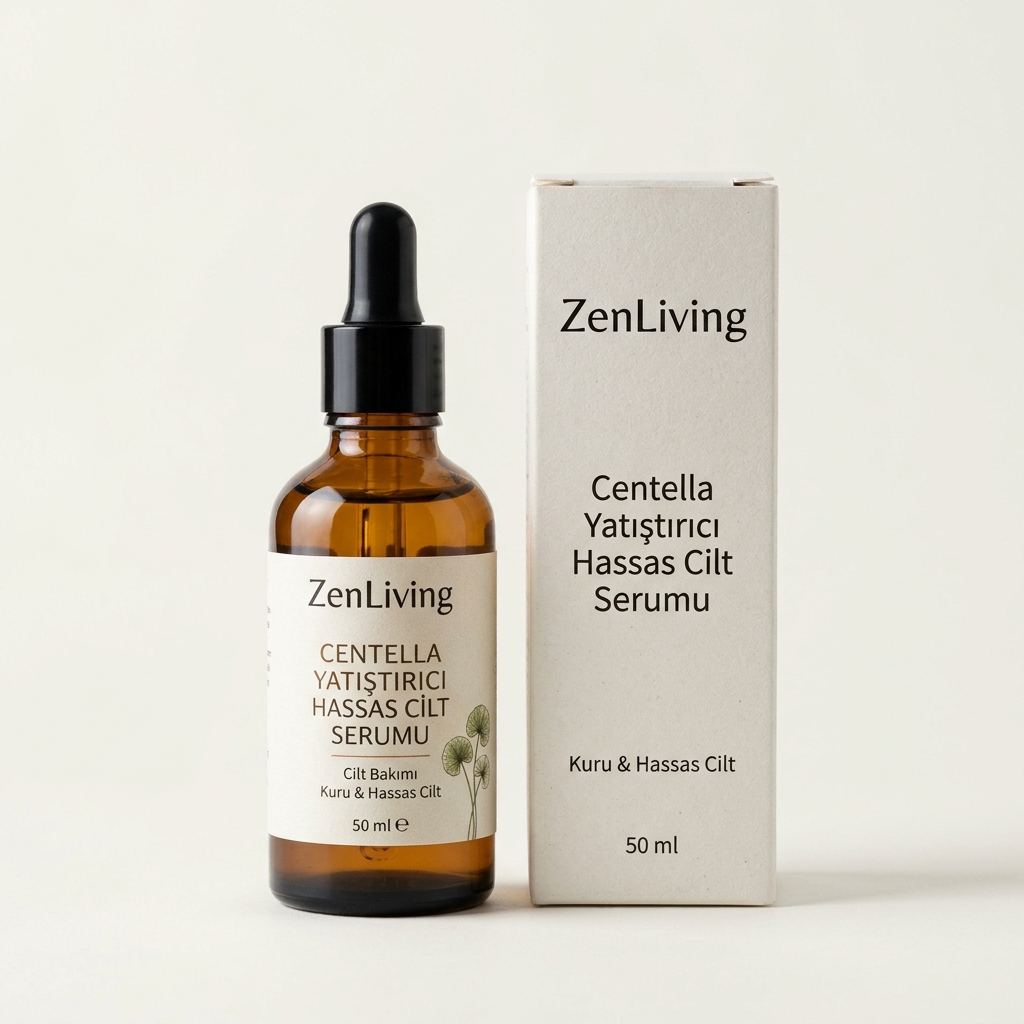 ZenLiving
CENTELLA
YATIŞTIRICI
HASSAS CİLT
SERUMU
Cilt Bakımı
Kuru & Hassas Cilt
50 ml ℮
ZenLiving
Centella
Yatıştırıcı
Hassas Cilt
Serumu
Kuru & Hassas Cilt
50 ml